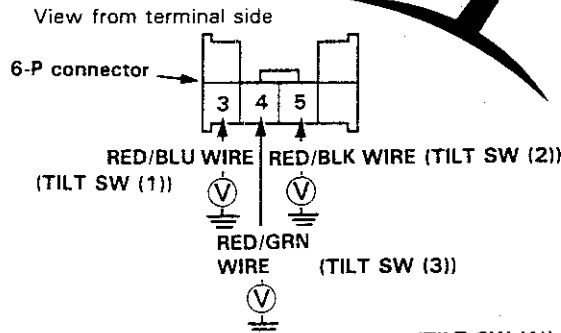 View from terminal side
6-P connector
3 4 5
RED/BLU WIRE RED/BLK WIRE (TILT SW (2))
(TILT SW (1))
V V
RED/GRN
WIRE (TILT SW (3))
V